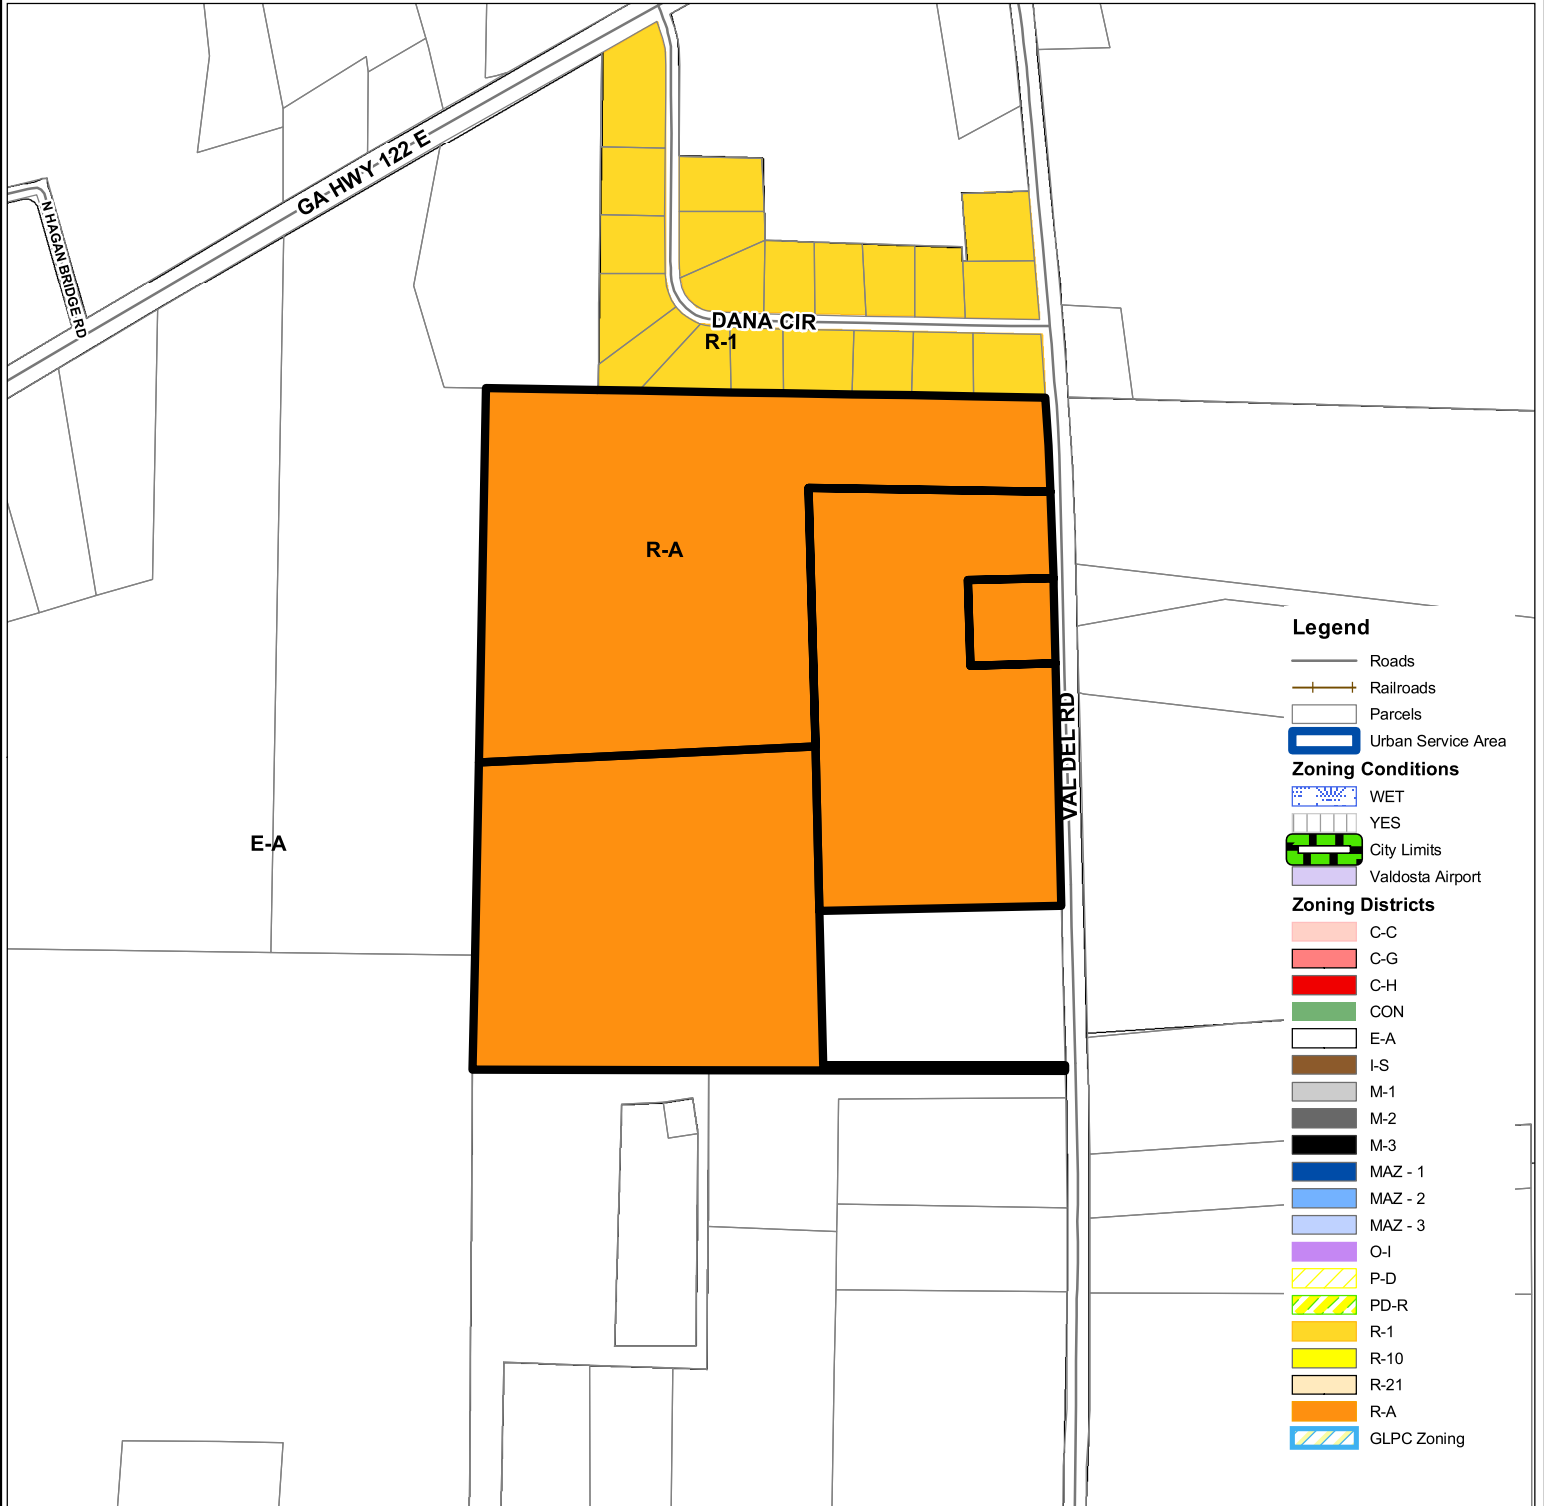 GA HWY 122 E
N HAGAN BRIDGE RD
DANA CIR
R-1
R-A
E-A
VAL DEL RD
Legend
Roads
Railroads
Parcels
Urban Service Area
Zoning Conditions
WET
YES
City Limits
Valdosta Airport
Zoning Districts
C-C
C-G
C-H
CON
E-A
I-S
M-1
M-2
M-3
MAZ - 1
MAZ - 2
MAZ - 3
O-I
P-D
PD-R
R-1
R-10
R-21
R-A
GLPC Zoning